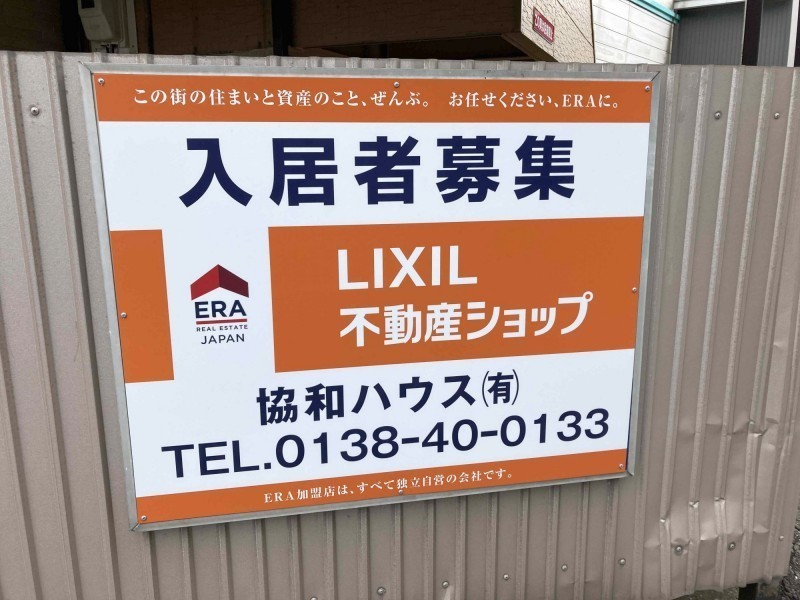 この街の住まいと資産のこと、ぜんぶ。 お任せください、ERAに。
入居者募集
ERA
REAL ESTATE
JAPAN
LIXIL
不動産ショップ
協和ハウス㈲
TEL.0138-40-0133
ERA加盟店は、すべて独立自営の会社です。